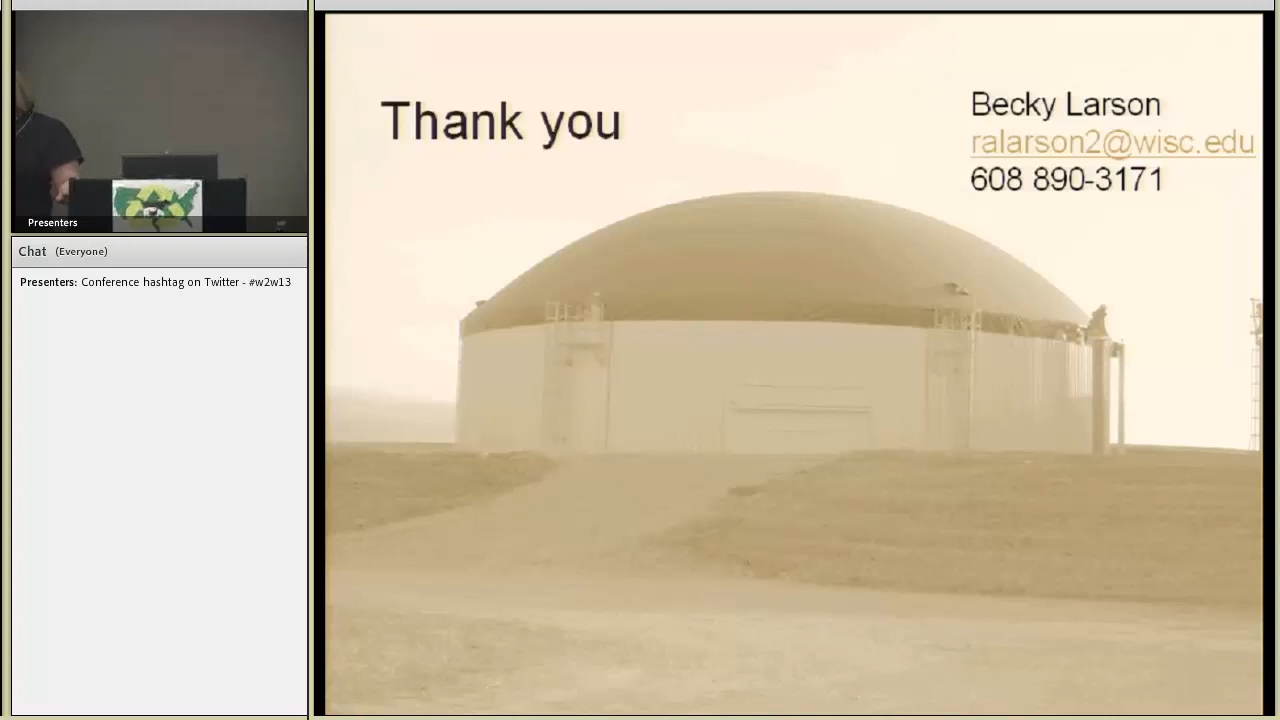 Thank you
Becky Larson
ralarson2@wisc.edu
608 890-3171
Presenters
Chat (Everyone)
Presenters: Conference hashtag on Twitter - #w2w13